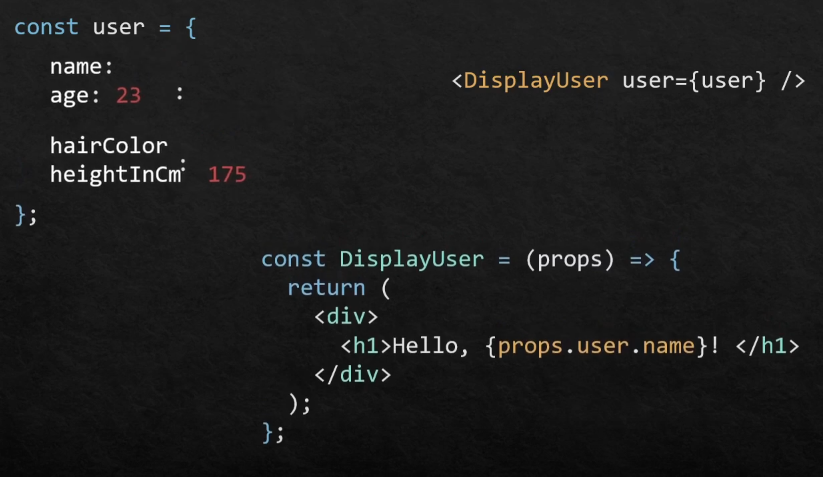 const user = {
name:
age: 23 :
hairColor
heightInCm: 175
};
<DisplayUser user={user} />
const DisplayUser = (props) => {
return (
<div>
<h1>Hello, {props.user.name}! </h1>
</div>
);
};